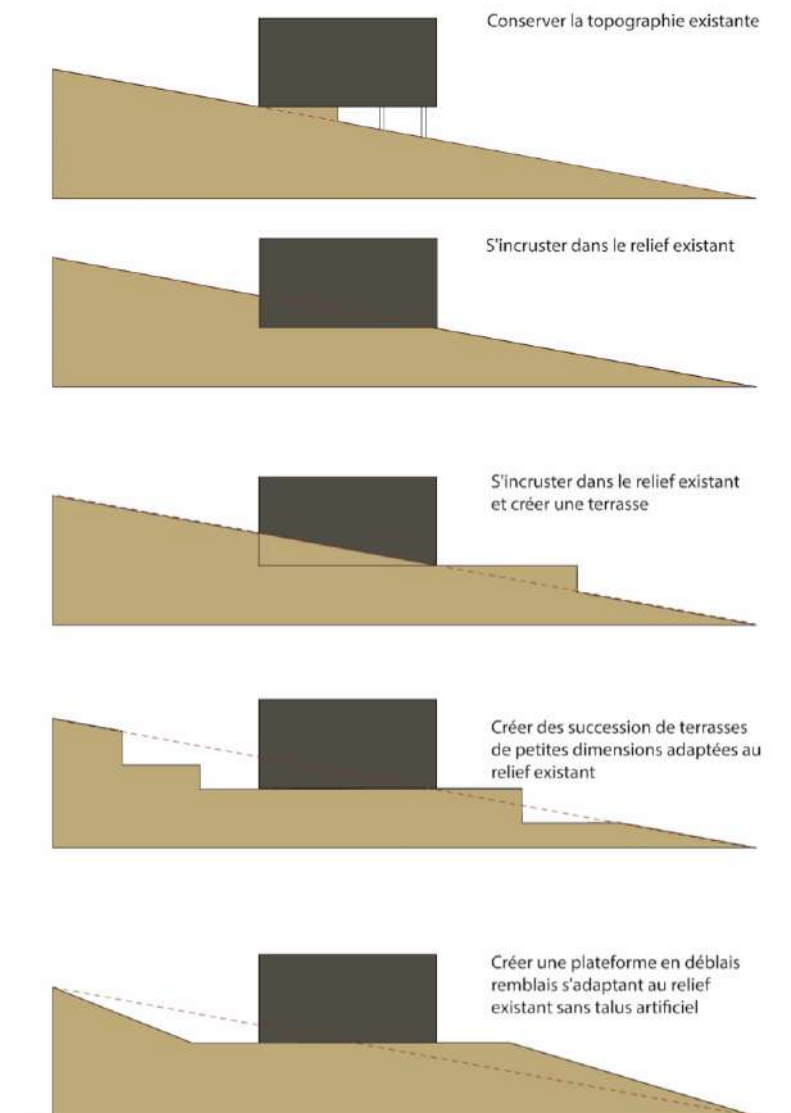 Conserver la topographie existante
S'incruster dans le relief existant
S'incruster dans le relief existant
et créer une terrasse
Créer des succession de terrasses
de petites dimensions adaptées au
relief existant
Créer une plateforme en déblais
remblais s'adaptant au relief
existant sans talus artificiel